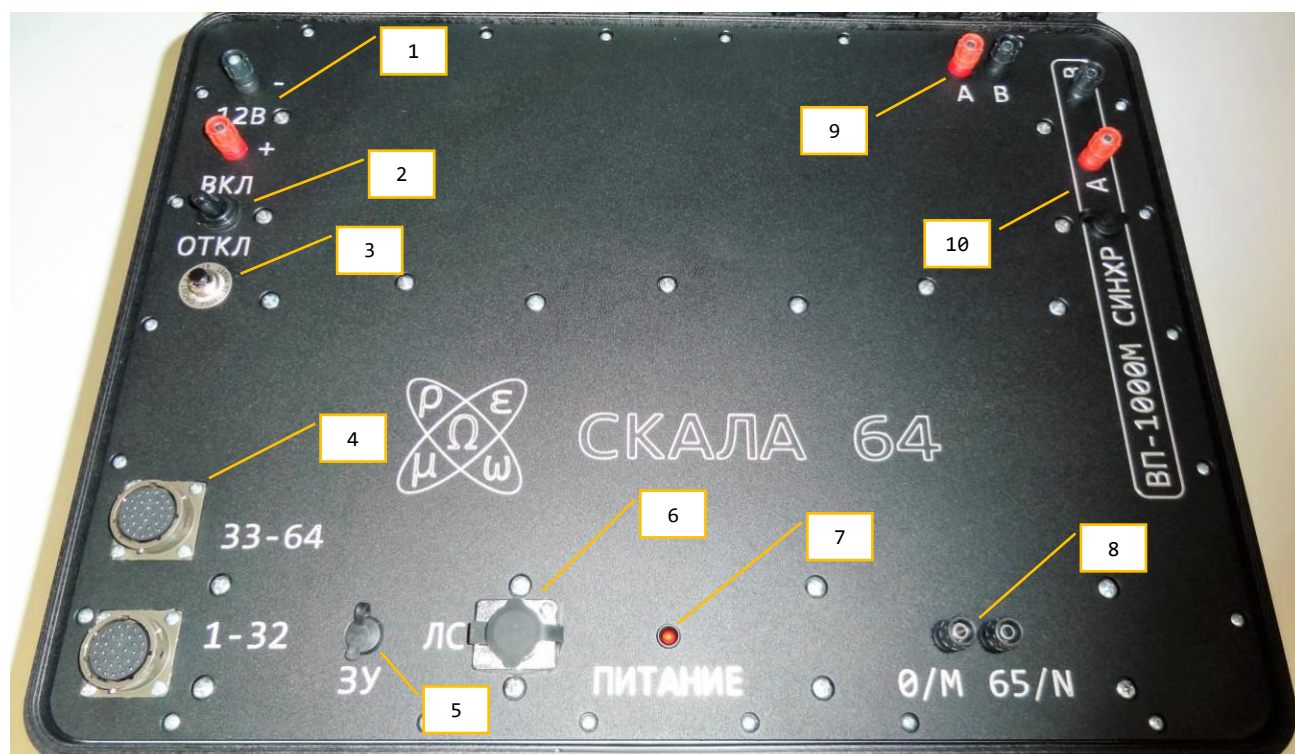 1
-
12В
+
2
ВКЛ
ОТКЛ
3
9
А В
В
А
10
ВП-1000М СИНХР
ρ ε
Ω
μ ω
СКАЛА 64
4
33-64
1-32
ЗУ
5
ЛС
6
7
ПИТАНИЕ
8
0/М 65/N